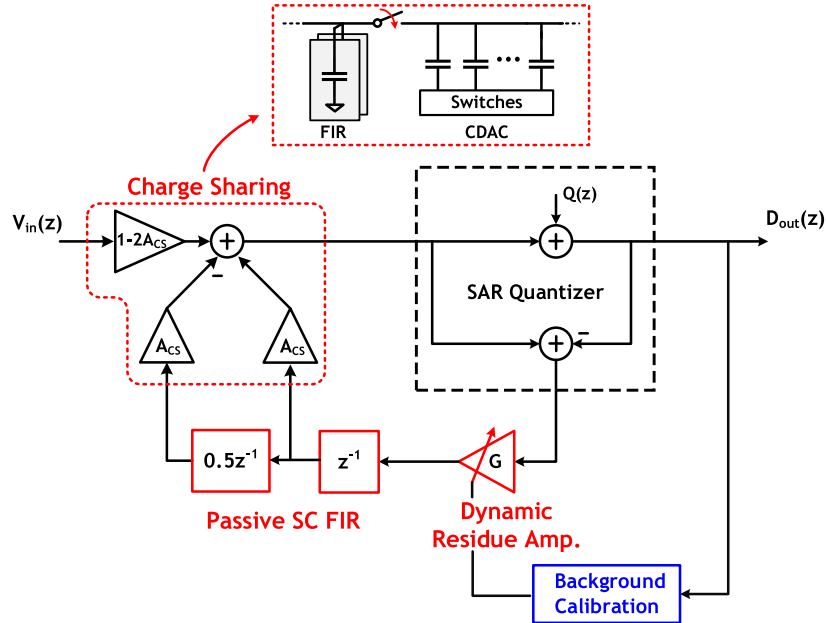 Switches
FIR
CDAC
Charge Sharing
Vin(z)
1-2ACS
+
−
Q(z)
+
Dout(z)
SAR Quantizer
ACS
ACS
+
−
0.5z-1
z-1
G
Passive SC FIR
Dynamic
Residue Amp.
Background
Calibration